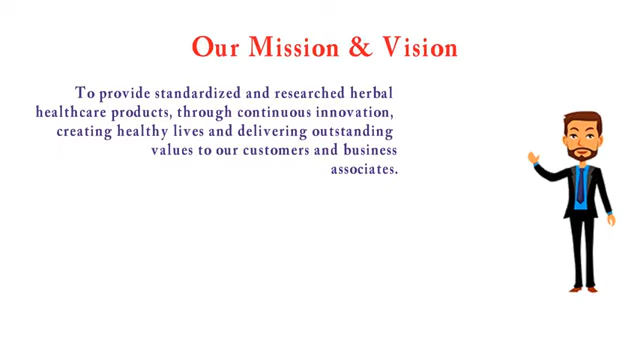 Our Mission & Vision
To provide standardized and researched herbal
healthcare products, through continuous innovation,
creating healthy lives and delivering outstanding
values to our customers and business
associates.